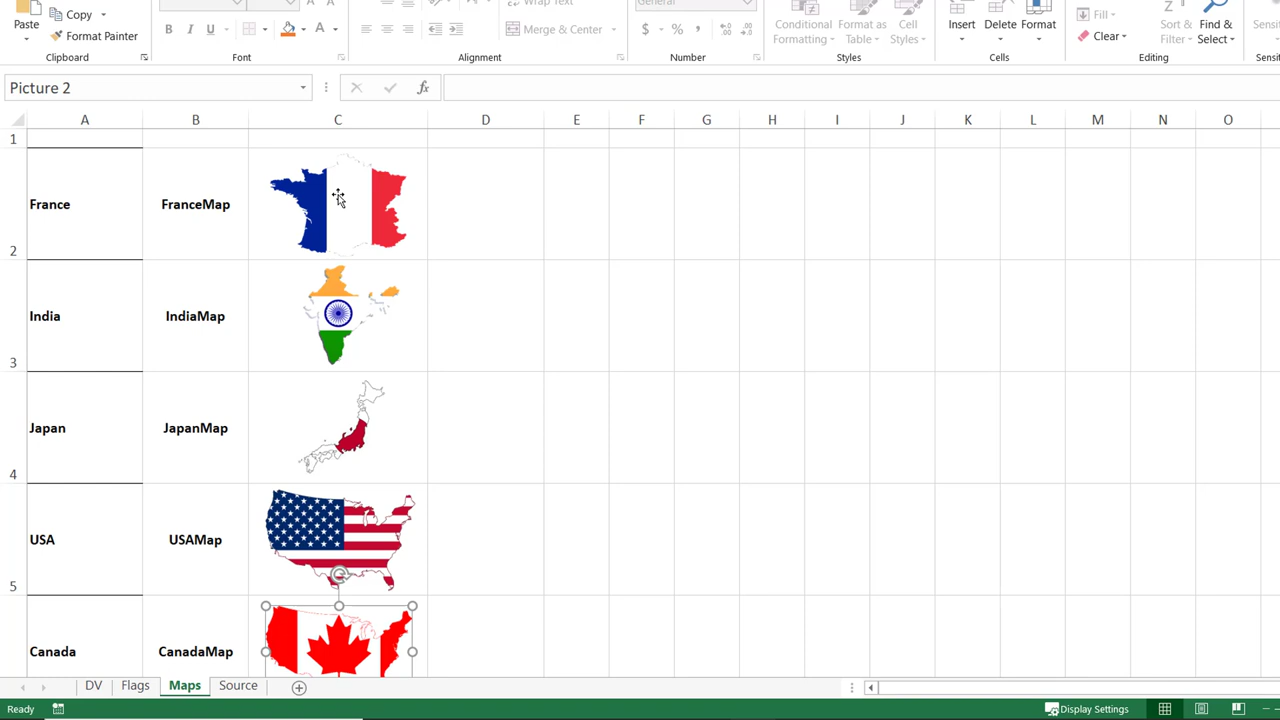 Paste
Copy
Format Painter
Clipboard
B I U
A
Font
Wrap Text
Merge & Center
Alignment
General
$ % ,
Number
Conditional Formatting
Format as Table
Cell Styles
Styles
Insert
Delete
Format
Cells
Fill
Clear
Sort & Filter
Find & Select
Editing
Sensit
Picture 2
fx
A B C D E F G H I J K L M N O
1
2
France FranceMap
3
India IndiaMap
4
Japan JapanMap
5
USA USAMap
Canada CanadaMap
DV Flags Maps Source
Ready
Display Settings